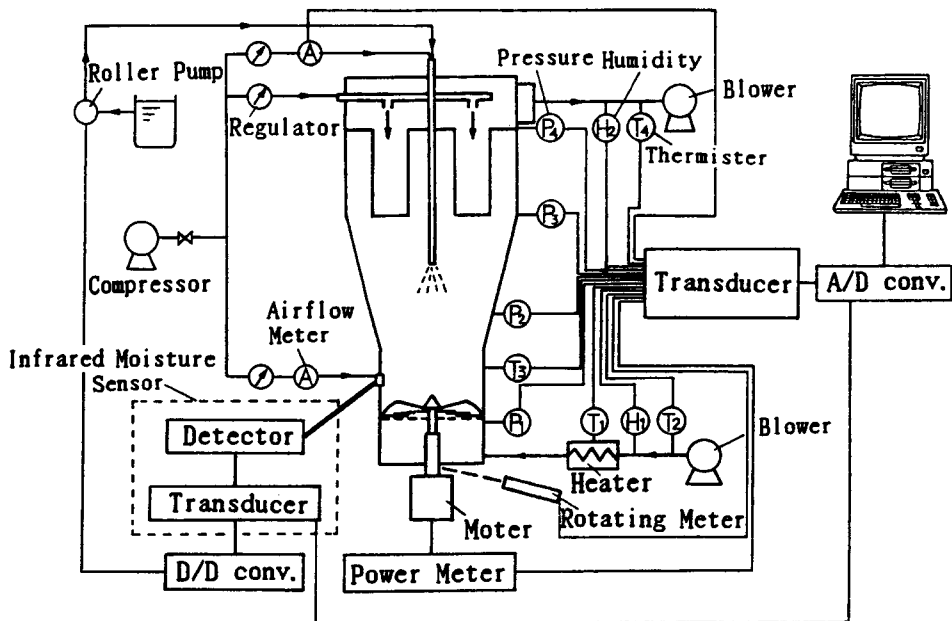 A
Roller Pump
Regulator
Pressure
Humidity
Blower
P4
H2
T4
Thermister
P3
Compressor
Transducer
A/D conv.
Airflow
Meter
P2
Infrared Moisture
Sensor
A
T3
Detector
P1
T1
H1
T2
Blower
Heater
Transducer
Moter
Rotating Meter
D/D conv.
Power Meter